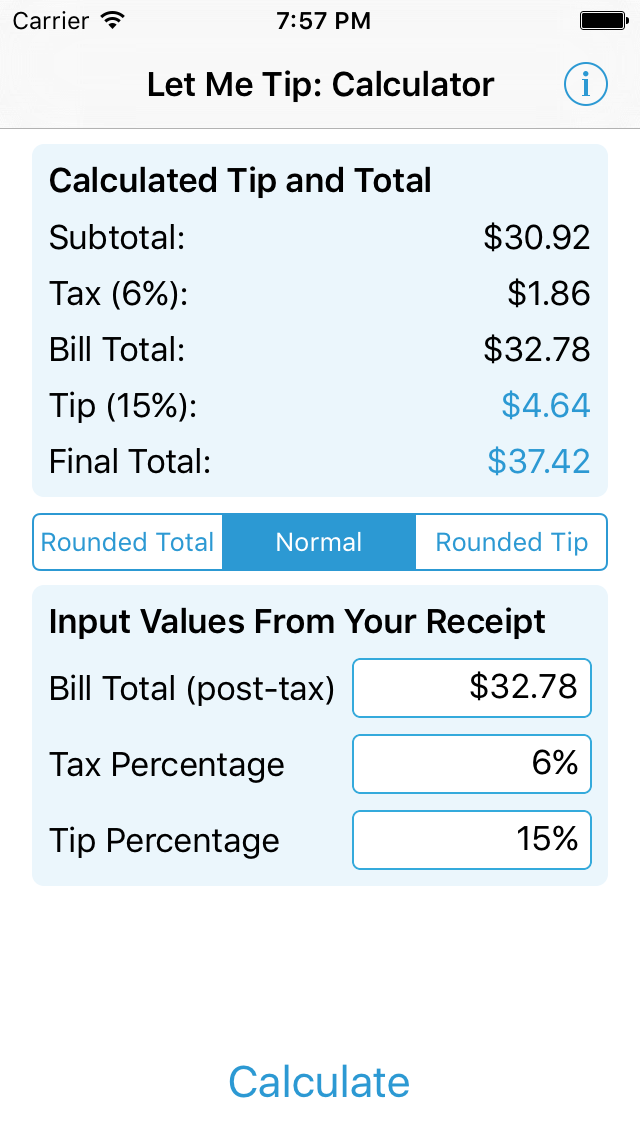 Carrier 7:57 PM
Let Me Tip: Calculator i
Calculated Tip and Total
Subtotal: $30.92
Tax (6%): $1.86
Bill Total: $32.78
Tip (15%): $4.64
Final Total: $37.42
Rounded Total Normal Rounded Tip
Input Values From Your Receipt
Bill Total (post-tax) $32.78
Tax Percentage 6%
Tip Percentage 15%
Calculate